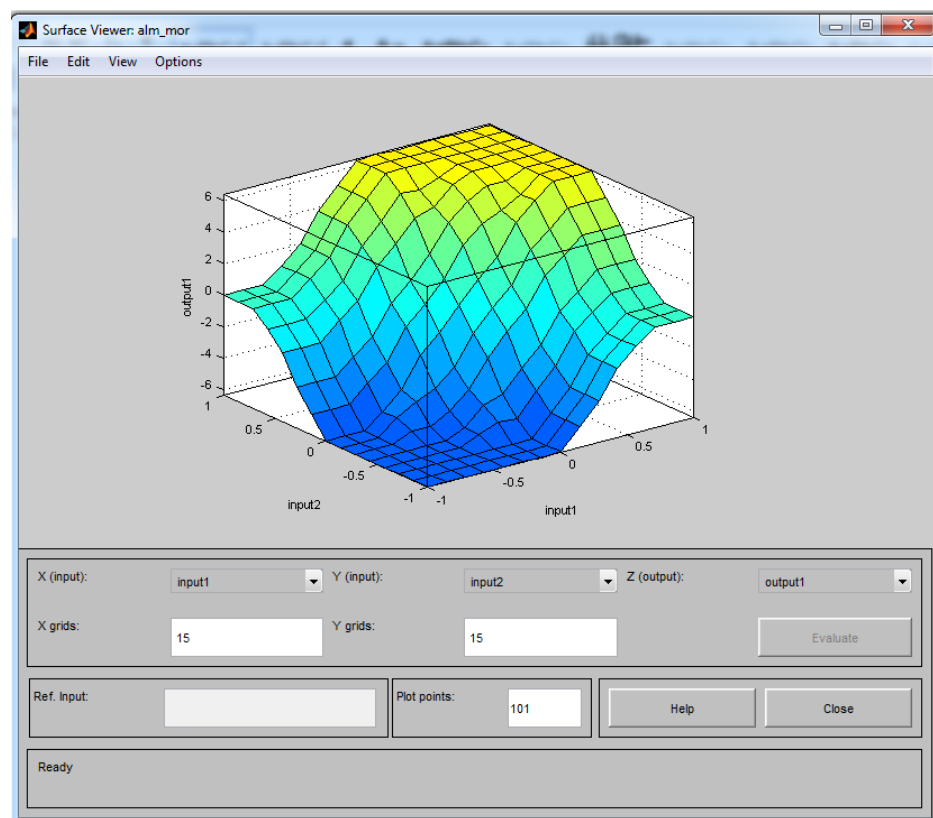 Surface Viewer: alm_mor
File Edit View Options
6
4
2
0
-2
-4
-6
output1
1
0.5
0
-0.5
-1
input2
-1
-0.5
0
0.5
1
input1
X (input): input1 Y (input): input2 Z (output): output1
X grids: 15 Y grids: 15 Evaluate
Ref. Input: Plot points: 101 Help Close
Ready